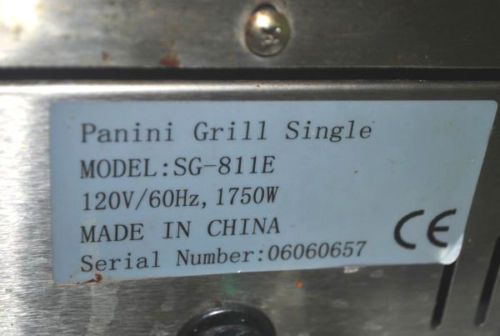 Panini Grill Single
MODEL:SG-811E
120V/60Hz,1750W
MADE IN CHINA
CE
Serial Number:06060657